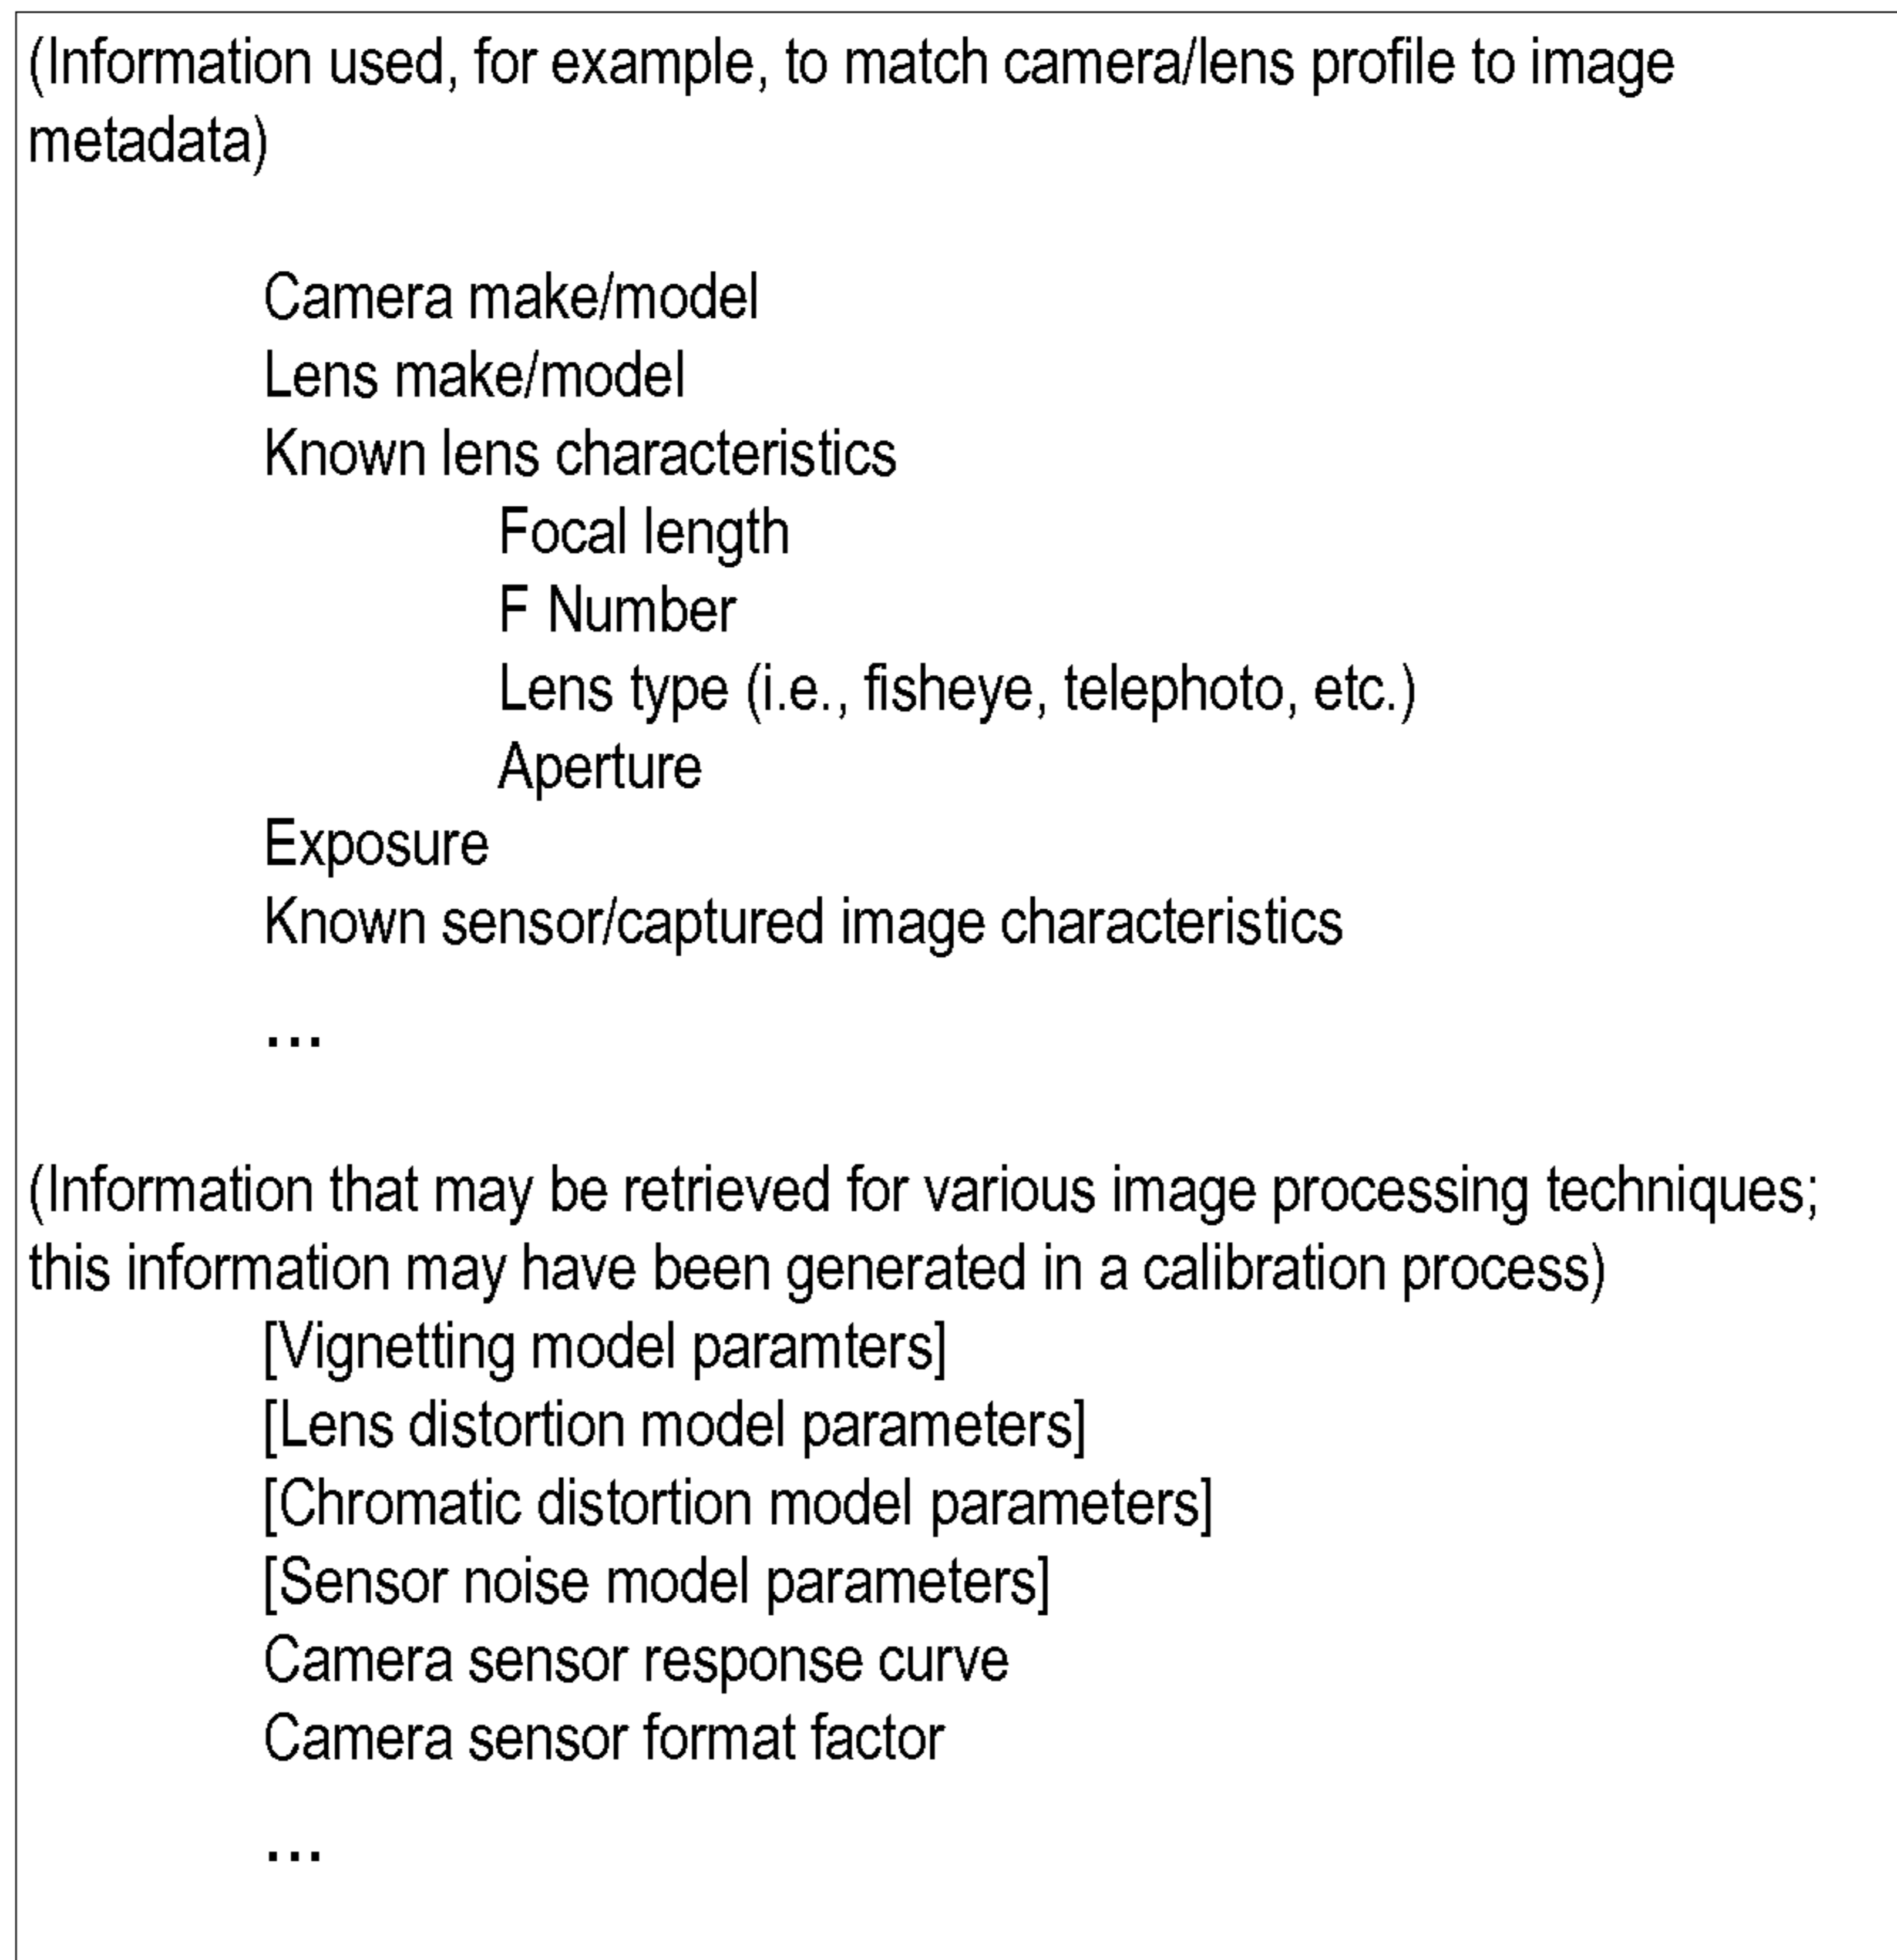 (Information used, for example, to match camera/lens profile to image
metadata)
Camera make/model
Lens make/model
Known lens characteristics
Focal length
F Number
Lens type (i.e., fisheye, telephoto, etc.)
Aperture
Exposure
Known sensor/captured image characteristics
...
(Information that may be retrieved for various image processing techniques;
this information may have been generated in a calibration process)
[Vignetting model paramters]
[Lens distortion model parameters]
[Chromatic distortion model parameters]
[Sensor noise model parameters]
Camera sensor response curve
Camera sensor format factor
...